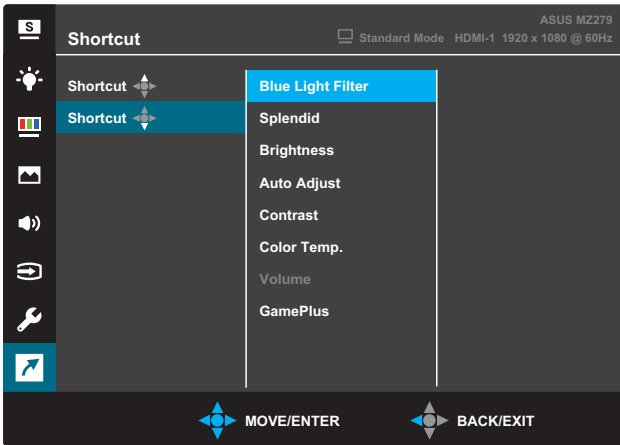 S
ASUS MZ279
Shortcut
Standard Mode HDMI-1 1920 x 1080 @ 60Hz
Shortcut
Blue Light Filter
Shortcut
Splendid
Brightness
Auto Adjust
Contrast
Color Temp.
Volume
GamePlus
MOVE/ENTER
BACK/EXIT